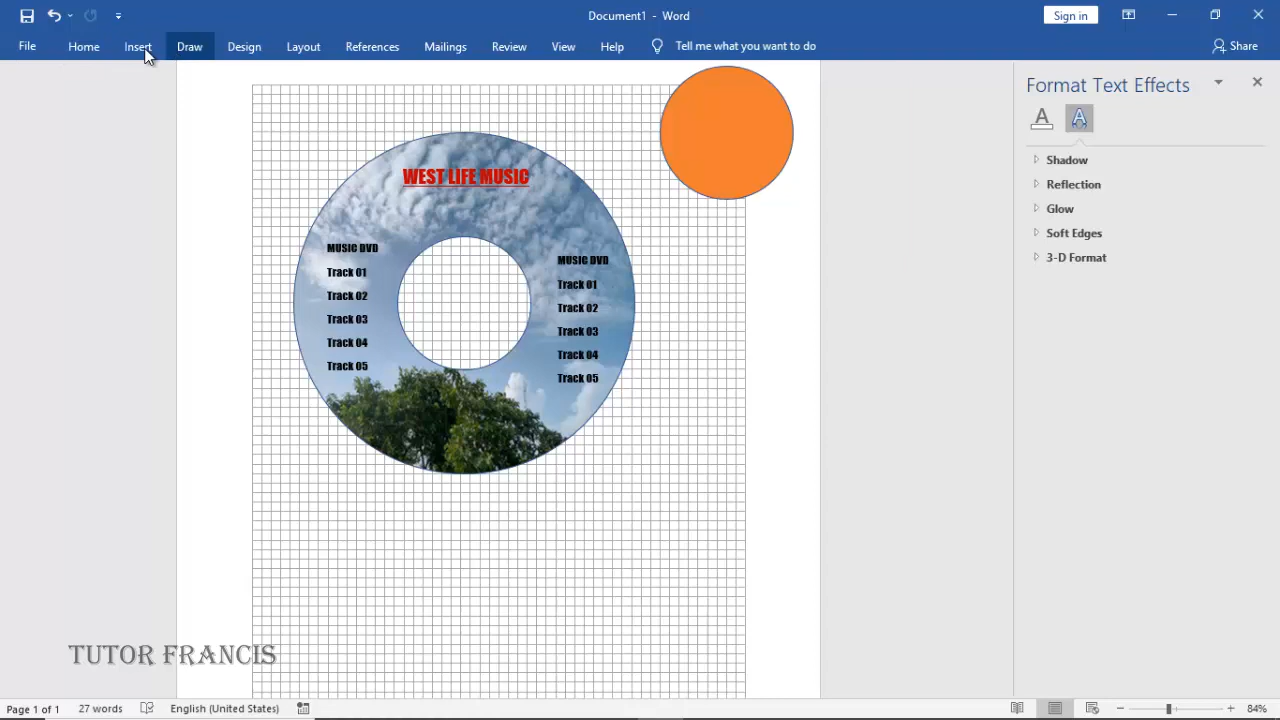 Document1 - Word
Sign in
File Home Insert Draw Design Layout References Mailings Review View Help Tell me what you want to do Share
Format Text Effects
Shadow
Reflection
Glow
Soft Edges
3-D Format
WEST LIFE MUSIC
MUSIC DVD
Track 01
Track 02
Track 03
Track 04
Track 05
MUSIC DVD
Track 01
Track 02
Track 03
Track 04
Track 05
TUTOR FRANCIS
Page 1 of 1 27 words English (United States) 84%